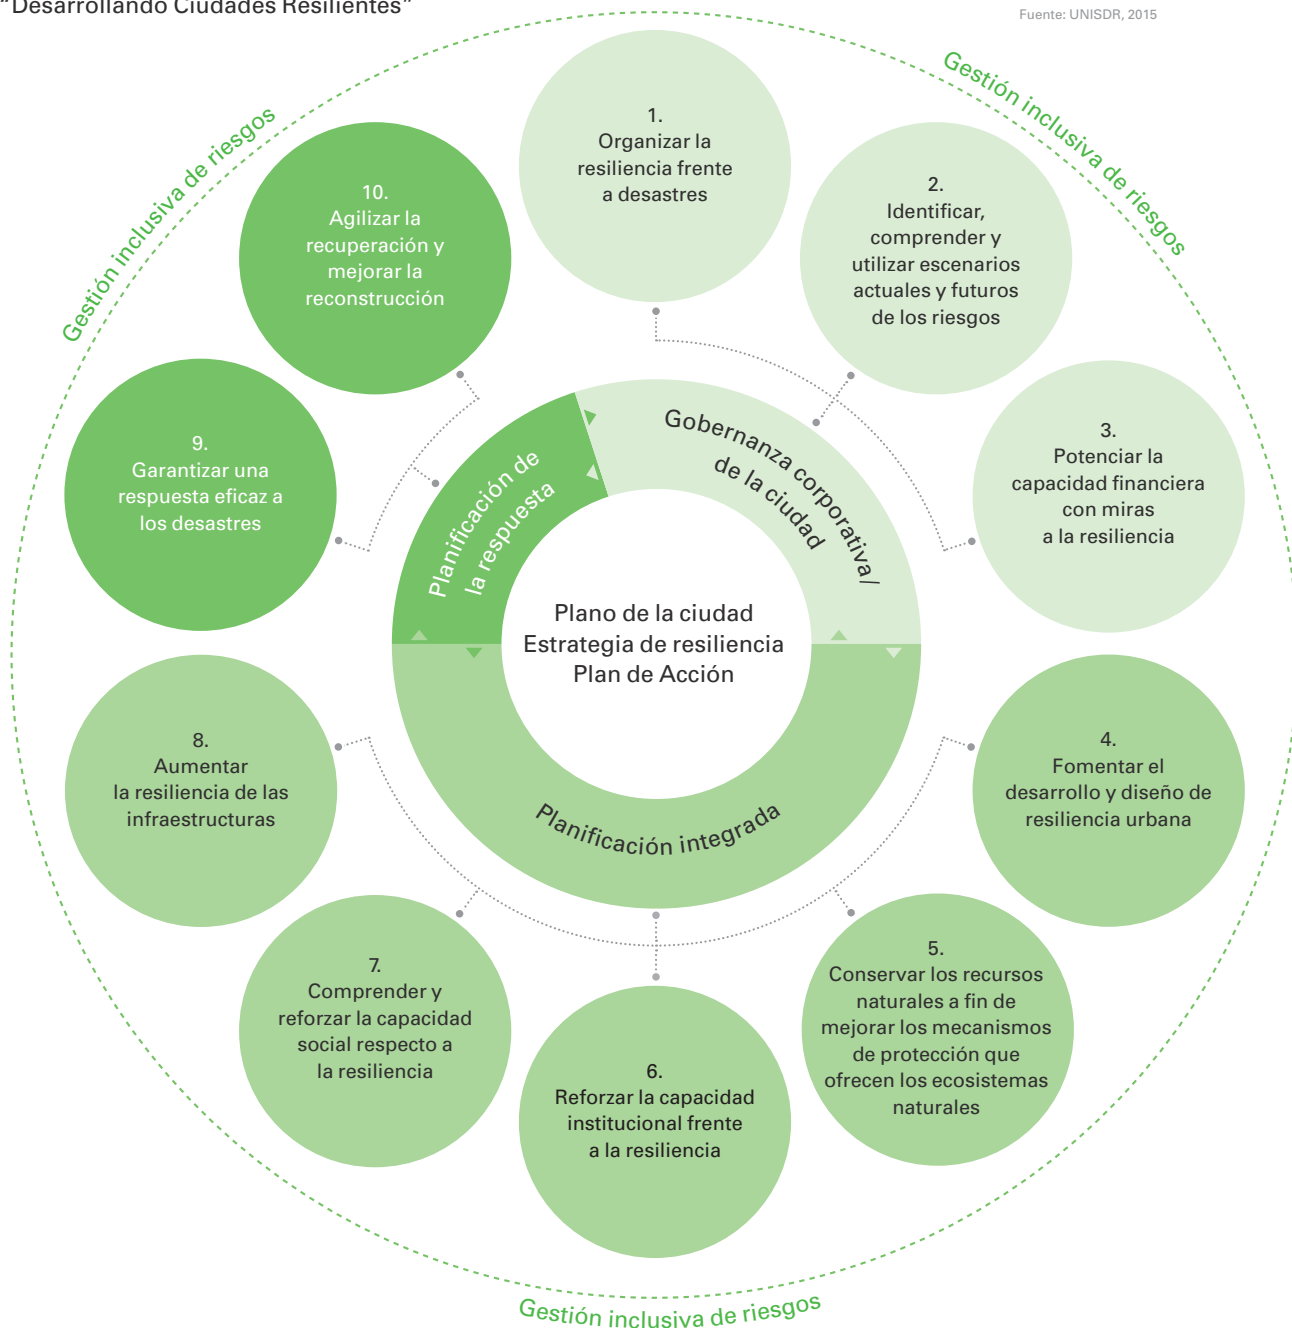 “Desarrollando Ciudades Resilientes”
Fuente: UNISDR, 2015
Gestión inclusiva de riesgos
Gestión inclusiva de riesgos
1.
Organizar la
resiliencia frente
a desastres
2.
Identificar,
comprender y
utilizar escenarios
actuales y futuros
de los riesgos
3.
Potenciar la
capacidad financiera
con miras
a la resiliencia
4.
Fomentar el
desarrollo y diseño de
resiliencia urbana
5.
Conservar los recursos
naturales a fin de
mejorar los mecanismos
de protección que
ofrecen los ecosistemas
naturales
6.
Reforzar la capacidad
institucional frente
a la resiliencia
7.
Comprender y
reforzar la capacidad
social respecto a
la resiliencia
8.
Aumentar
la resiliencia de las
infraestructuras
9.
Garantizar una
respuesta eficaz a
los desastres
10.
Agilizar la
recuperación y
mejorar la
reconstrucción
Gobernanza corporativa/
de la ciudad
Planificación de
la respuesta
Planificación integrada
Plano de la ciudad
Estrategia de resiliencia
Plan de Acción
Gestión inclusiva de riesgos